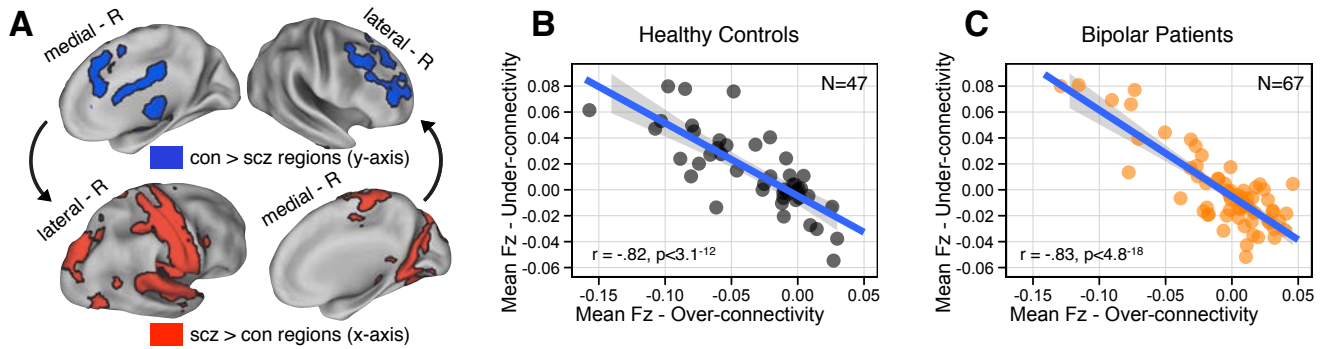 A
medial - R
lateral - R
con > scz regions (y-axis)
lateral - R
medial - R
scz > con regions (x-axis)
B
Healthy Controls
N=47
Mean Fz - Under-connectivity
0.08
0.06
0.04
0.02
0.00
-0.02
-0.04
-0.06
r = -.82, p<3.1-12
-0.15 -0.10 -0.05 0.00 0.05
Mean Fz - Over-connectivity
C
Bipolar Patients
N=67
Mean Fz - Under-connectivity
0.08
0.06
0.04
0.02
0.00
-0.02
-0.04
-0.06
r = -.83, p<4.8-18
-0.15 -0.10 -0.05 0.00 0.05
Mean Fz - Over-connectivity